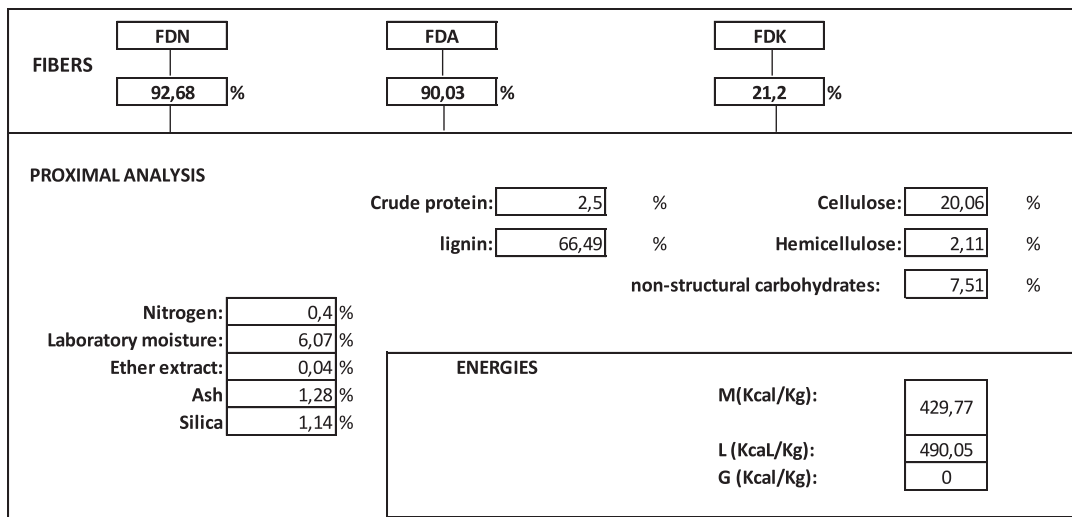 FDN FDA FDK
FIBERS
92,68 % 90,03 % 21,2 %
PROXIMAL ANALYSIS
Crude protein: 2,5 % Cellulose: 20,06 %
lignin: 66,49 % Hemicellulose: 2,11 %
non-structural carbohydrates: 7,51 %
Nitrogen: 0,4 %
Laboratory moisture: 6,07 %
Ether extract: 0,04 %
Ash 1,28 %
Silica 1,14 %
ENERGIES
M(Kcal/Kg): 429,77
L (KcaL/Kg): 490,05
G (Kcal/Kg): 0